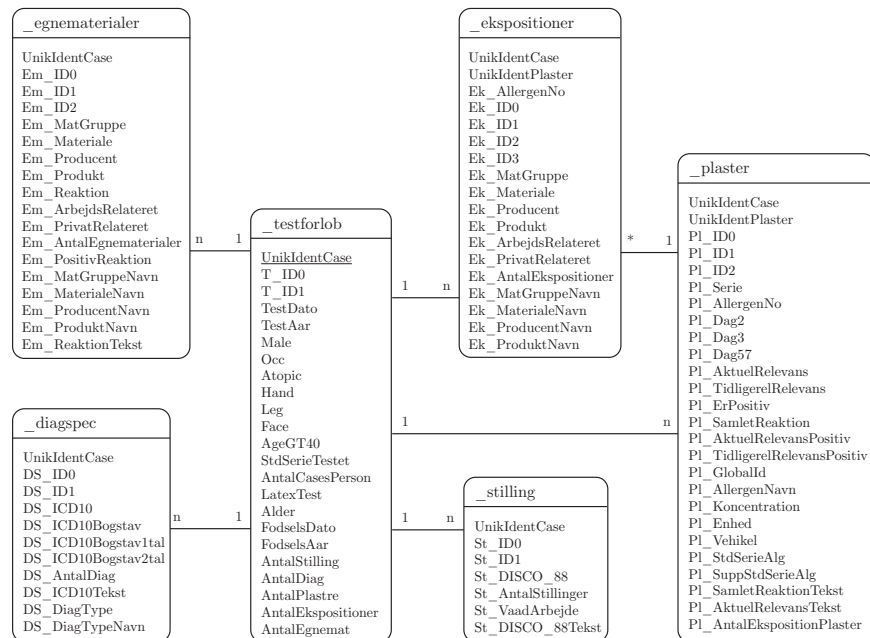 _egnematerialer
UnikIdentCase
Em_ID0
Em_ID1
Em_ID2
Em_MatGruppe
Em_Materiale
Em_Producent
Em_Produkt
Em_Reaktion
Em_ArbejdsRelateret
Em_PrivatRelateret
Em_AntalEgnematerialer
Em_PositivReaktion
Em_MatGruppeNavn
Em_MaterialeNavn
Em_ProducentNavn
Em_ProduktNavn
Em_ReaktionTekst
n
1
_diagspec
UnikIdentCase
DS_ID0
DS_ID1
DS_ICD10
DS_ICD10Bogstav
DS_ICD10Bogstav1tal
DS_ICD10Bogstav2tal
DS_AntalDiag
DS_ICD10Tekst
DS_DiagType
DS_DiagTypeNavn
n
1
_testforlob
UnikIdentCase
T_ID0
T_ID1
TestDato
TestAar
Male
Occ
Atopic
Hand
Leg
Face
AgeGT40
StdSerieTestet
AntalCasesPerson
LatexTest
Alder
FodselsDato
FodselsAar
AntalStilling
AntalDiag
AntalPlastre
AntalEkspositioner
AntalEgnemat
1
n
1
n
1
n
_ekspositioner
UnikIdentCase
UnikIdentPlaster
Ek_AllergenNo
Ek_ID0
Ek_ID1
Ek_ID2
Ek_ID3
Ek_MatGruppe
Ek_Materiale
Ek_Producent
Ek_Produkt
Ek_ArbejdsRelateret
Ek_PrivatRelateret
Ek_AntalEkspositioner
Ek_MatGruppeNavn
Ek_MaterialeNavn
Ek_ProducentNavn
Ek_ProduktNavn
*
1
_stilling
UnikIdentCase
St_ID0
St_ID1
St_DISCO_88
St_AntalStillinger
St_VaadArbejde
St_DISCO_88Tekst
_plaster
UnikIdentCase
UnikIdentPlaster
Pl_ID0
Pl_ID1
Pl_ID2
Pl_Serie
Pl_AllergenNo
Pl_Dag2
Pl_Dag3
Pl_Dag57
Pl_AktuelRelevans
Pl_TidligereIRelevans
Pl_ErPositiv
Pl_SamletReaktion
Pl_AktuelRelevansPositiv
Pl_TidligerelRelevansPositiv
Pl_GlobalId
Pl_AllergenNavn
Pl_Koncentration
Pl_Enhed
Pl_Vehikel
Pl_StdSerieAlg
Pl_SuppStdSerieAlg
Pl_SamletReaktionTekst
Pl_AktuelRelevansTekst
Pl_AntalEkspositionPlaster